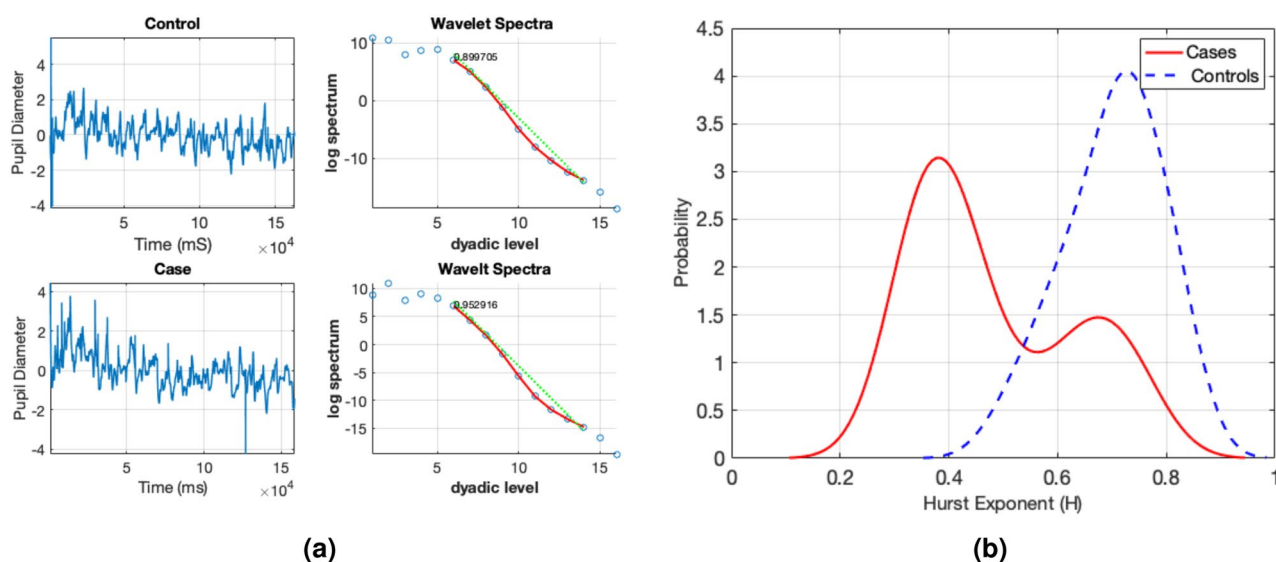 Control
4
2
0
-2
-4
Pupil Diameter
5
10
15
Time (mS)
×10⁴
Wavelet Spectra
10
0
-10
log spectrum
0.899705
5
10
15
dyadic level
Case
4
2
0
-2
-4
Pupil Diameter
5
10
15
Time (ms)
×10⁴
Wavelt Spectra
10
5
0
-5
-10
-15
log spectrum
0.952916
5
10
15
dyadic level
(a)
4.5
4
3.5
3
2.5
2
1.5
1
0.5
0
Probability
Cases
Controls
0
0.2
0.4
0.6
0.8
1
Hurst Exponent (H)
(b)